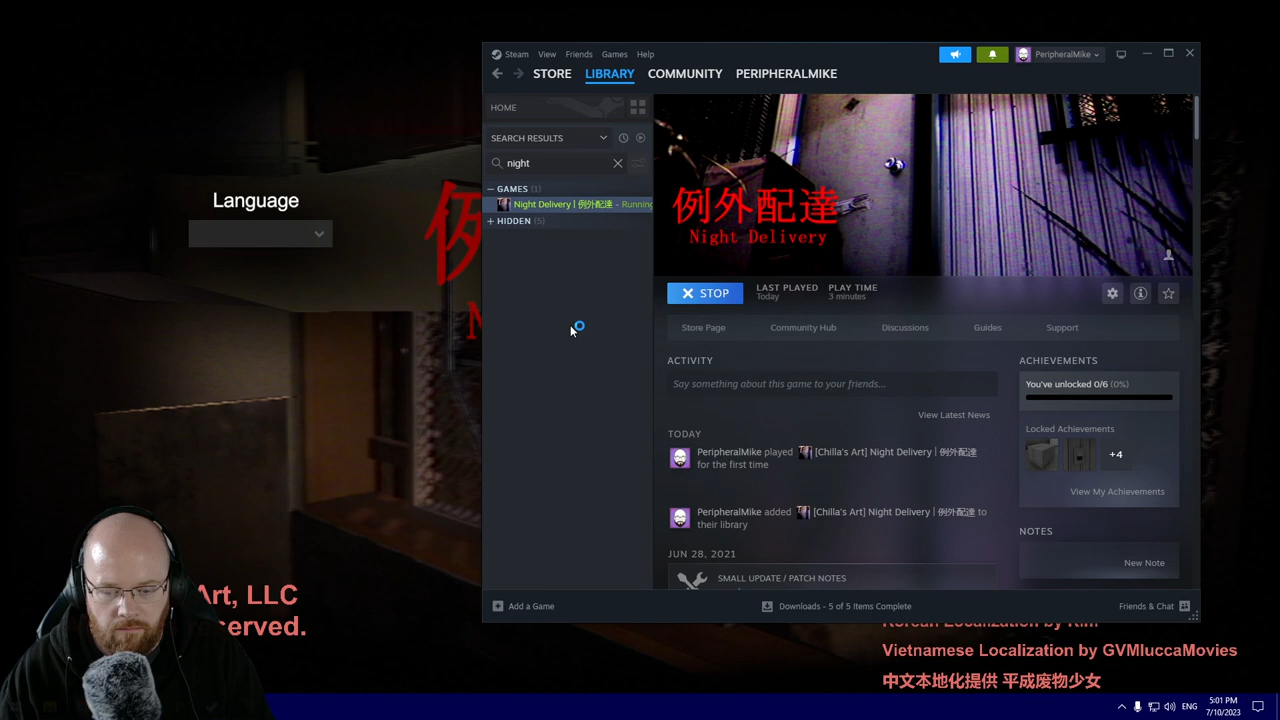 Steam View Friends Games Help
PeripheralMike
STORE LIBRARY COMMUNITY PERIPHERALMIKE
HOME
SEARCH RESULTS
night
GAMES (1)
Night Delivery | 例外配達 - Running
HIDDEN (5)
例外配達
Night Delivery
STOP
LAST PLAYED
Today
PLAY TIME
3 minutes
Store Page Community Hub Discussions Guides Support
ACTIVITY
Say something about this game to your friends...
View Latest News
TODAY
PeripheralMike played [Chilla's Art] Night Delivery | 例外配達
for the first time
PeripheralMike added [Chilla's Art] Night Delivery | 例外配達 to
their library
JUN 28, 2021
SMALL UPDATE / PATCH NOTES
ACHIEVEMENTS
You've unlocked 0/6 (0%)
Locked Achievements
+4
View My Achievements
NOTES
New Note
Add a Game
Downloads - 5 of 5 Items Complete
Friends & Chat
Language
例
Art, LLC
served.
Korean Localization by Kim
Vietnamese Localization by GVMluccaMovies
中文本地化提供 平成废物少女
ENG
5:01 PM
7/10/2023